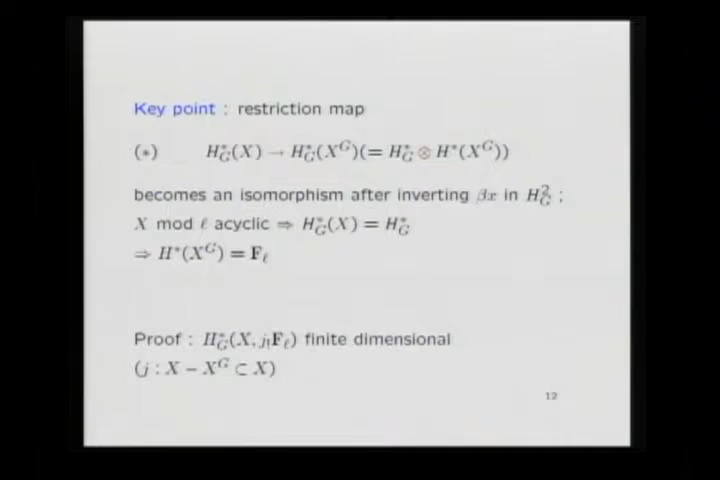 Key point : restriction map
(∗) H*_G(X) → H*_G(X^G)(= H*_G ⊗ H*(X^G))
becomes an isomorphism after inverting βx in H²_G ;
X mod ℓ acyclic ⇒ H*_G(X) = H*_G
⇒ H*(X^G) = F_ℓ
Proof : H*_G(X, j_!F_ℓ) finite dimensional
(j : X − X^G ⊂ X)
12